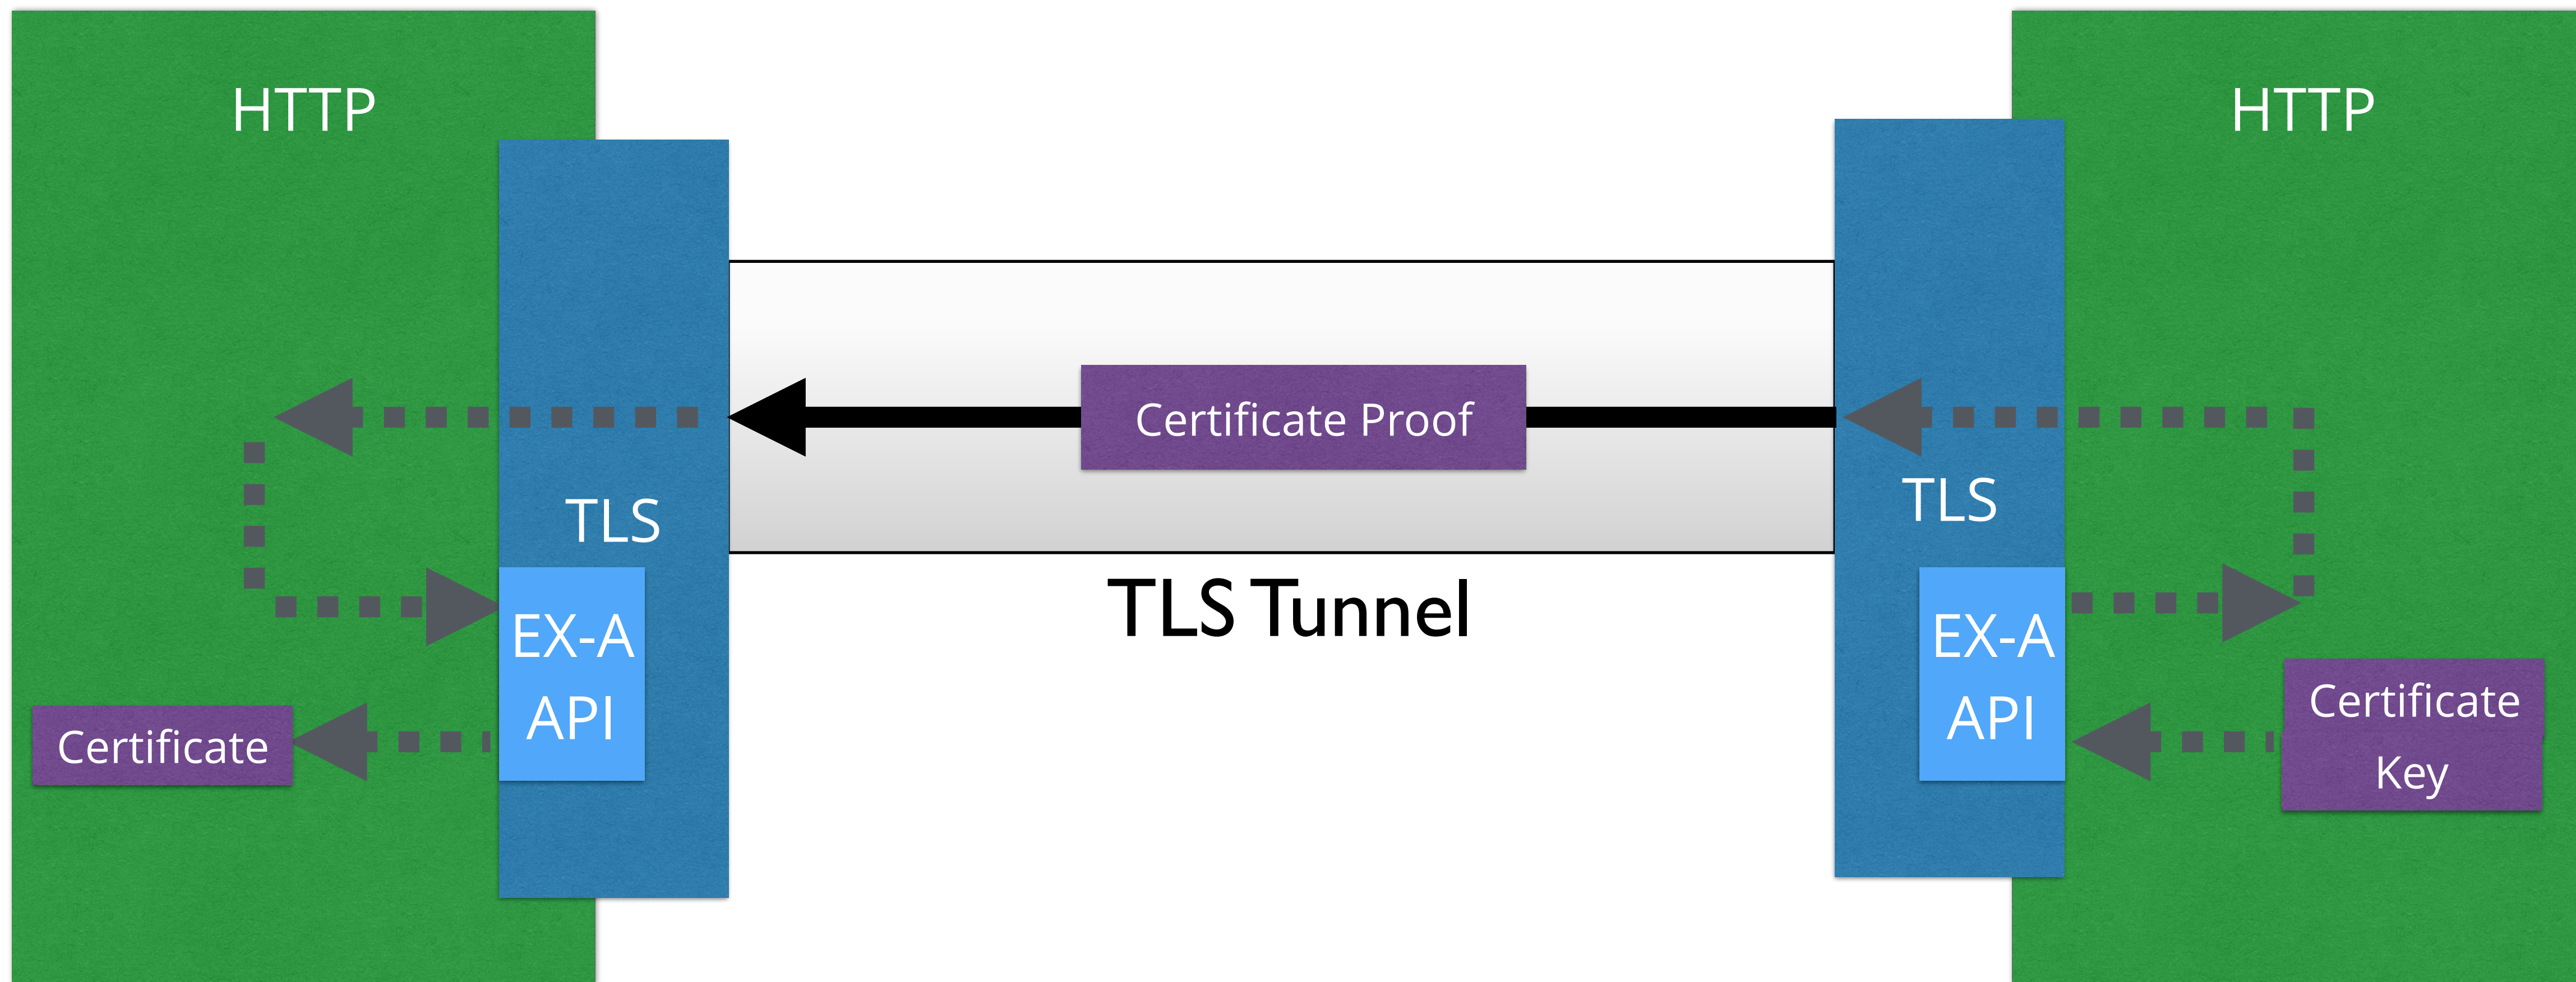 HTTP
HTTP
Certificate Proof
TLS
TLS
TLS Tunnel
EX-A
API
EX-A
API
Certificate
Certificate
Key